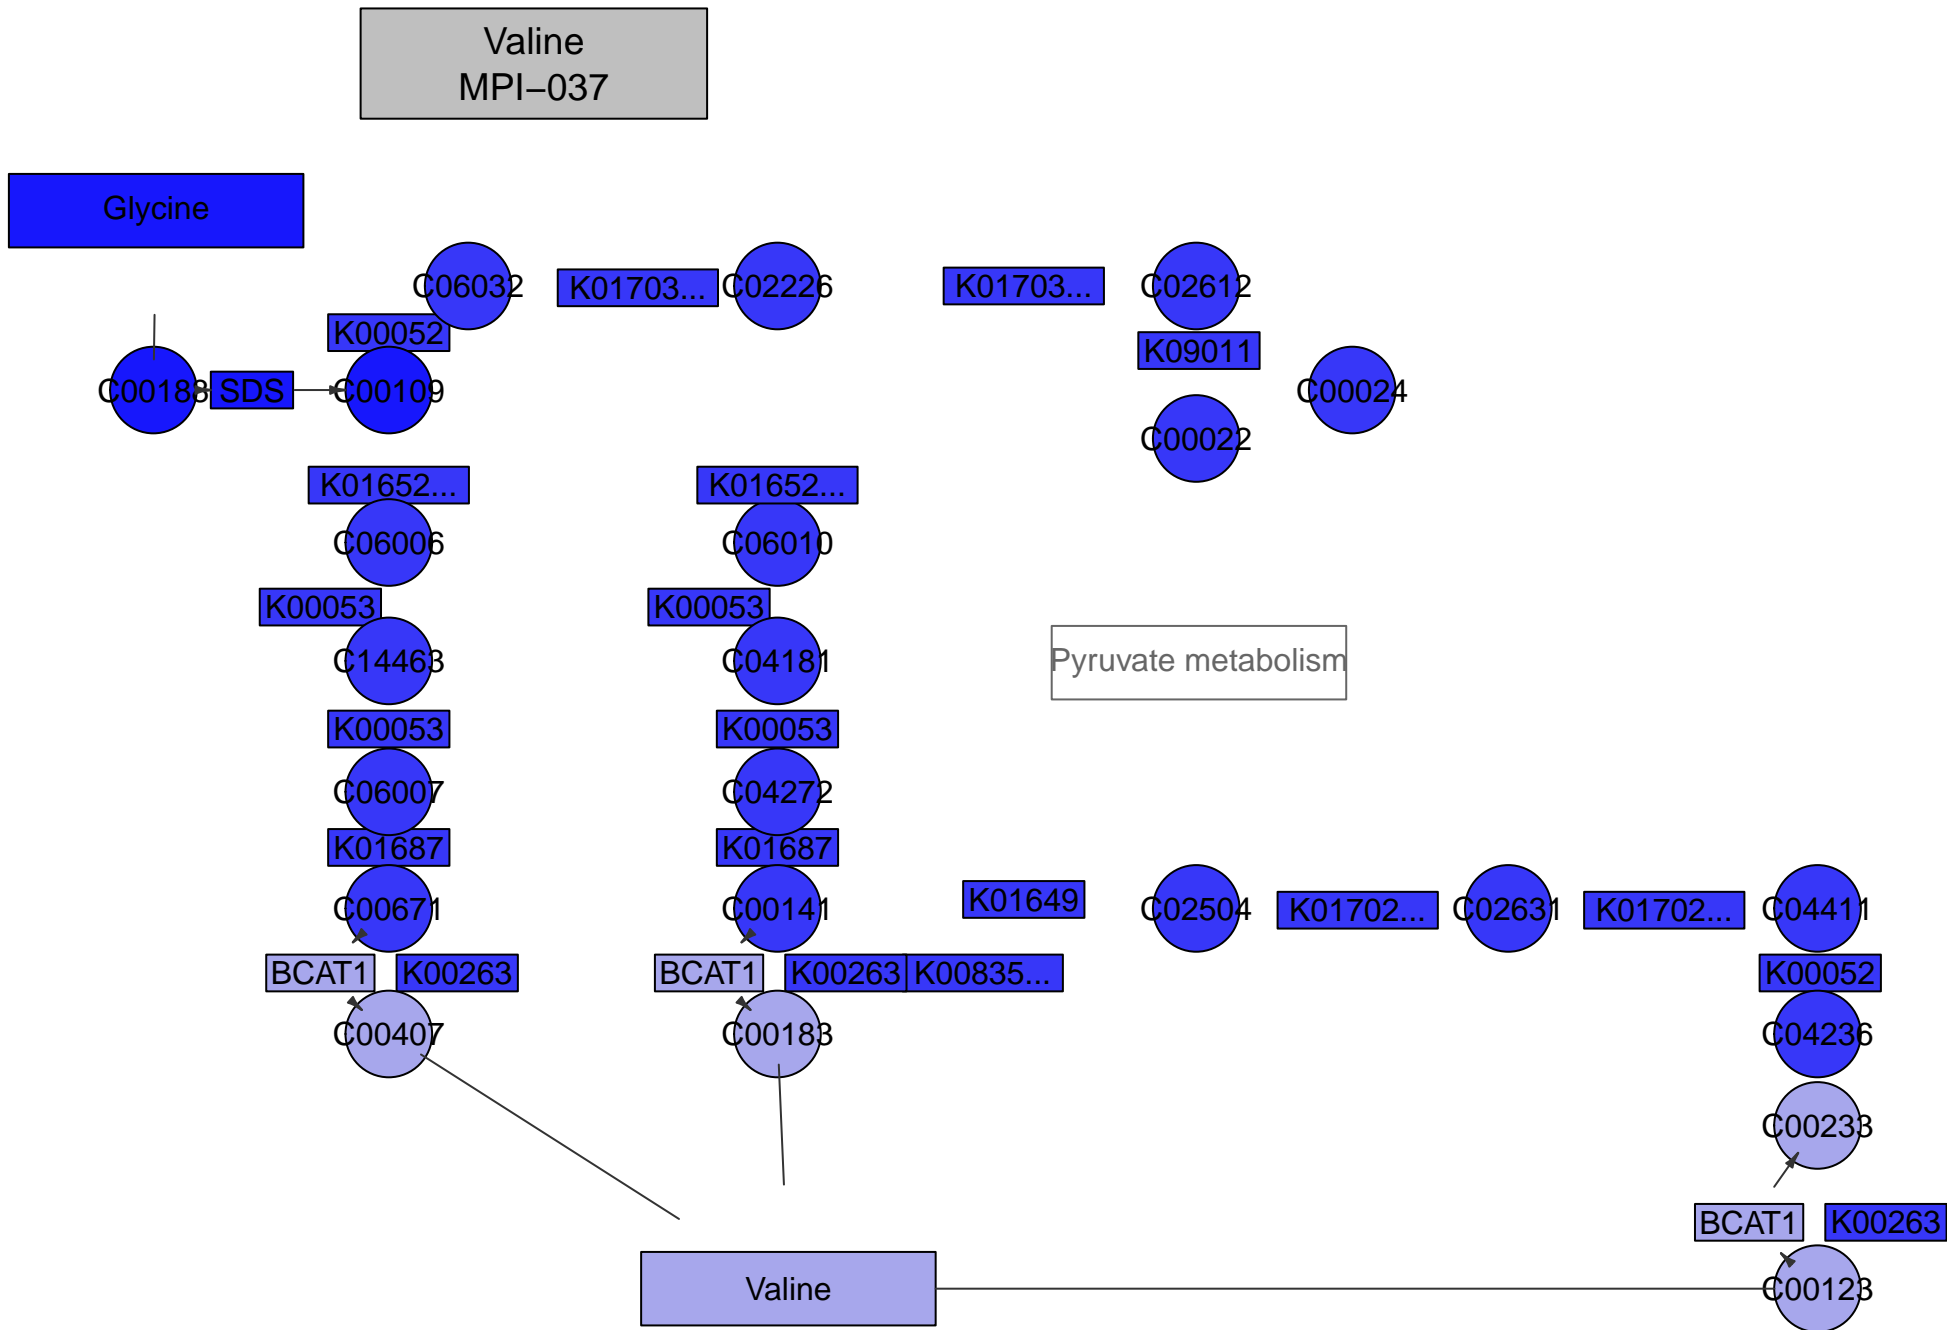 Valine
MPI−037
Glycine
C06032
K01703...
C02226
K01703...
C02612
K00052
K09011
C00188
SDS
C00109
C00024
C00022
K01652...
K01652...
C06006
C06010
K00053
K00053
C14463
C04181
Pyruvate metabolism
K00053
K00053
C06007
C04272
K01687
K01687
C00671
C00141
K01649
C02504
K01702...
C02631
K01702...
C04411
BCAT1
K00263
BCAT1
K00263
K00835...
K00052
C00407
C00183
C04236
C00233
BCAT1
K00263
Valine
C00123